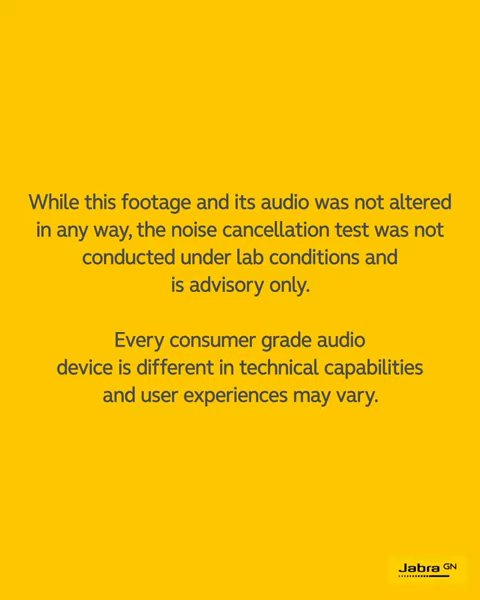 While this footage and its audio was not altered
in any way, the noise cancellation test was not
conducted under lab conditions and
is advisory only.
Every consumer grade audio
device is different in technical capabilities
and user experiences may vary.
Jabra GN